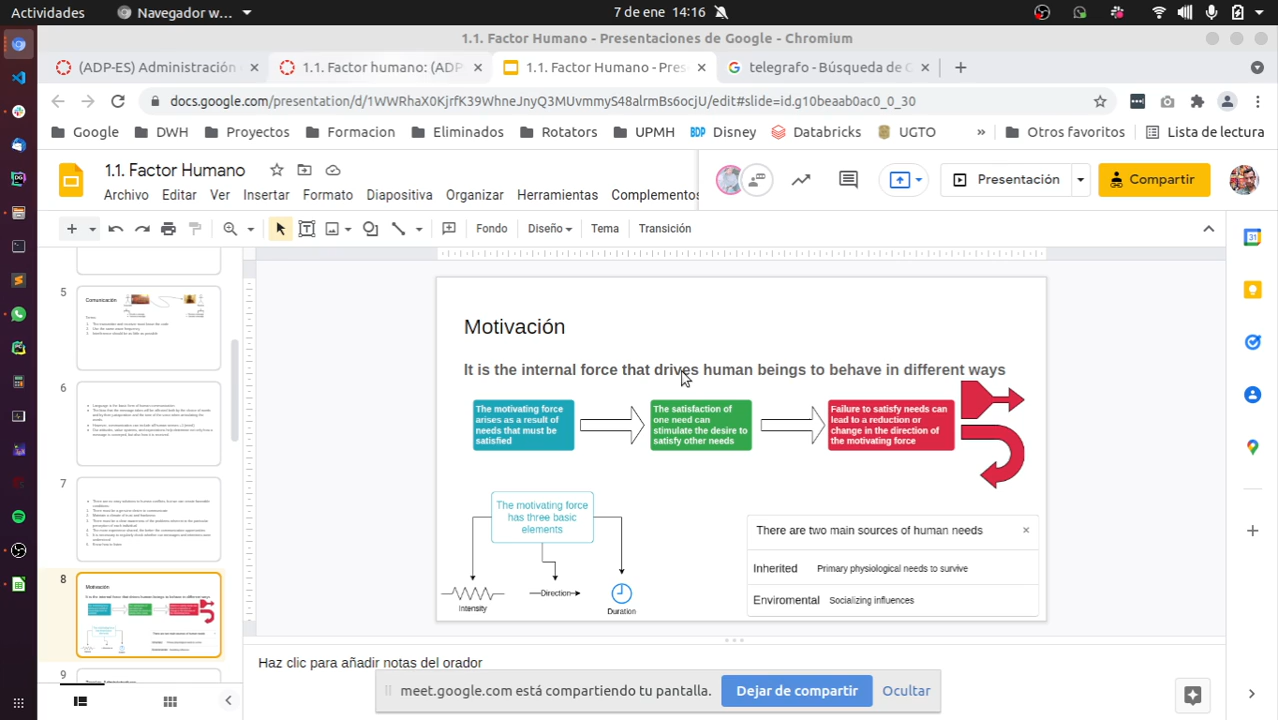 Actividades
Navegador w...
7 de ene 14:16
1.1. Factor Humano - Presentaciones de Google - Chromium
(ADP-ES) Administración
1.1. Factor humano: (ADP
1.1. Factor Humano - Pres
telegrafo - Búsqueda de G
docs.google.com/presentation/d/1WWRhaX0KjrfK39WhneJnyQ3MUvmmyS48alrmBs6ocjU/edit#slide=id.g10beaab0ac0_0_30
Google
DWH
Proyectos
Formacion
Eliminados
Rotators
UPMH
BDP Disney
Databricks
UGTO
»
Otros favoritos
Lista de lectura
1.1. Factor Humano
Archivo Editar Ver Insertar Formato Diapositiva Organizar Herramientas Complementos
Presentación
Compartir
Fondo Diseño Tema Transición
5
Comunicación
6
7
8
Motivación
9
Motivación
It is the internal force that drives human beings to behave in different ways
The motivating force
arises as a result of
needs that must be
satisfied
The satisfaction of
one need can
stimulate the desire to
satisfy other needs
Failure to satisfy needs can
lead to a reduction or
change in the direction of
the motivating force
The motivating force
has three basic
elements
Intensity
Direction
Duration
There are two main sources of human needs
Inherited Primary physiological needs to survive
Environmental Socializing influences
Haz clic para añadir notas del orador
meet.google.com está compartiendo tu pantalla.
Dejar de compartir
Ocultar
31